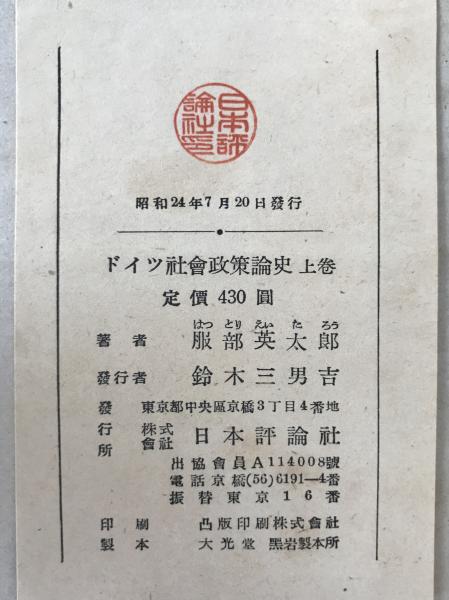 日本評論社印
昭和24年7月20日發行
ドイツ社會政策論史 上卷
定價 430 圓
はつ とり えい た ろう
著者 服部英太郎
發行者 鈴木三男吉
發行所 東京都中央區京橋3丁目4番地
株式會社 日本評論社
出協會員A114008號
電話京橋(56)6191—4番
振替東京16番
印刷 凸版印刷株式會社
製本 大光堂 黒岩製本所